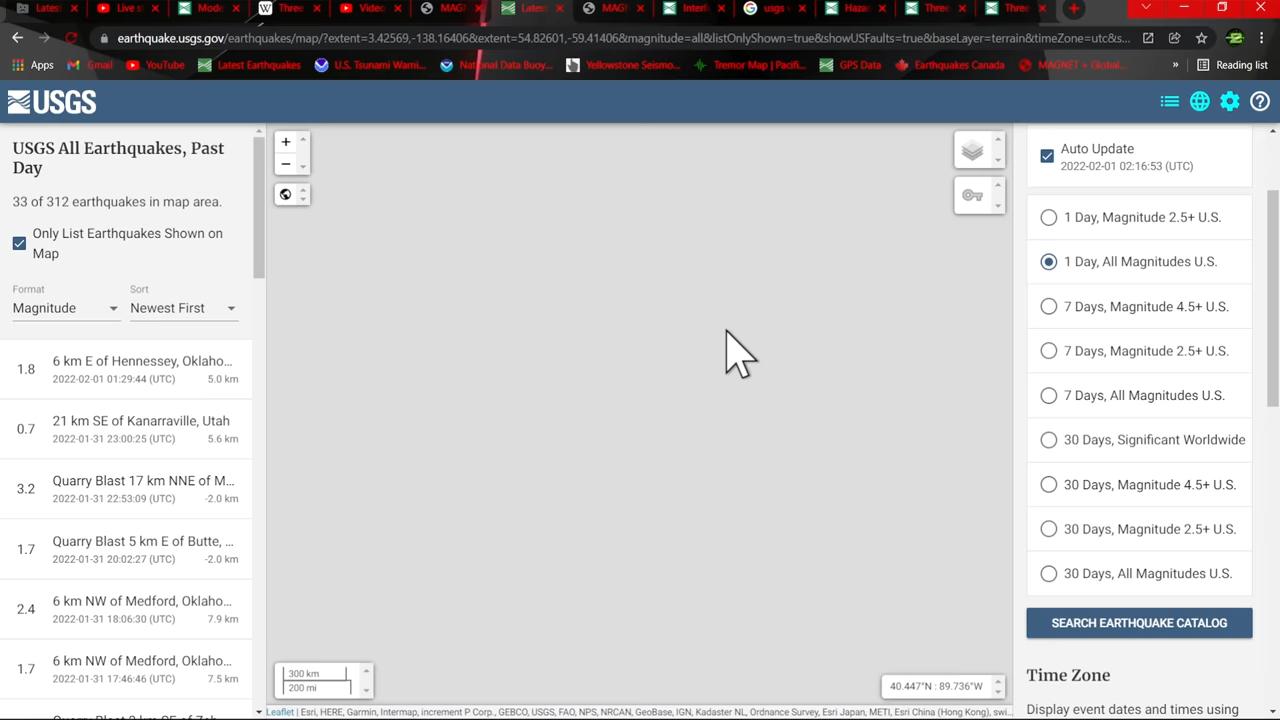 Latest
Live s
Mode
Three
Video
MAG
Lates
MAG
Interf
usgs v
Haza
Three
Three
earthquake.usgs.gov/earthquakes/map/?extent=3.42569,-138.16406&extent=54.82601,-59.41406&magnitude=all&listOnlyShown=true&showUSFaults=true&baseLayer=terrain&timeZone=utc&s...
Apps
Gmail
YouTube
Latest Earthquakes
U.S. Tsunami Warni...
National Data Buoy...
Yellowstone Seismo...
Tremor Map | Pacifi...
GPS Data
Earthquakes Canada
MAGNET + Global...
»
Reading list
USGS
USGS All Earthquakes, Past
Day
33 of 312 earthquakes in map area.
Only List Earthquakes Shown on
Map
Format
Sort
Magnitude
Newest First
1.8
6 km E of Hennessey, Oklaho...
2022-02-01 01:29:44 (UTC)
5.0 km
0.7
21 km SE of Kanarraville, Utah
2022-01-31 23:00:25 (UTC)
5.6 km
3.2
Quarry Blast 17 km NNE of M...
2022-01-31 22:53:09 (UTC)
-2.0 km
1.7
Quarry Blast 5 km E of Butte, ...
2022-01-31 20:02:27 (UTC)
-2.0 km
2.4
6 km NW of Medford, Oklaho...
2022-01-31 18:06:30 (UTC)
7.9 km
1.7
6 km NW of Medford, Oklaho...
2022-01-31 17:46:46 (UTC)
7.5 km
+
−
300 km
200 mi
40.447°N : 89.736°W
Leaflet | Esri, HERE, Garmin, Intermap, increment P Corp., GEBCO, USGS, FAO, NPS, NRCAN, GeoBase, IGN, Kadaster NL, Ordnance Survey, Esri Japan, METI, Esri China (Hong Kong), swi...
Auto Update
2022-02-01 02:16:53 (UTC)
1 Day, Magnitude 2.5+ U.S.
1 Day, All Magnitudes U.S.
7 Days, Magnitude 4.5+ U.S.
7 Days, Magnitude 2.5+ U.S.
7 Days, All Magnitudes U.S.
30 Days, Significant Worldwide
30 Days, Magnitude 4.5+ U.S.
30 Days, Magnitude 2.5+ U.S.
30 Days, All Magnitudes U.S.
SEARCH EARTHQUAKE CATALOG
Time Zone
Display event dates and times using